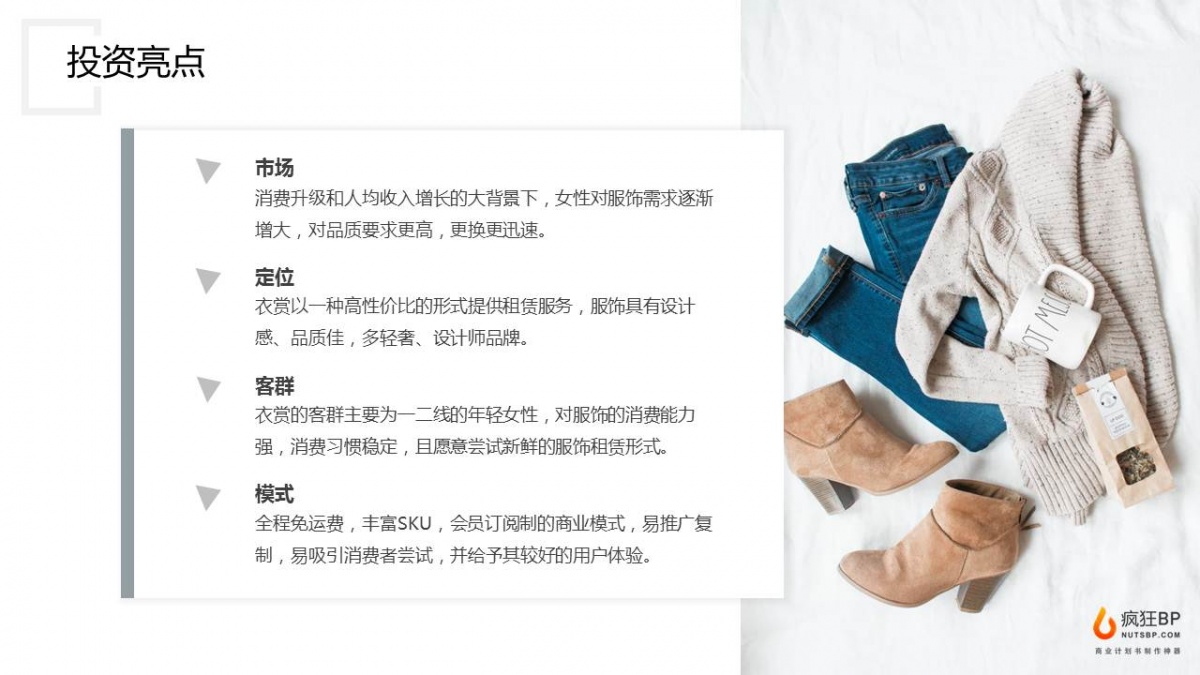 投资亮点
市场
消费升级和人均收入增长的大背景下，女性对服饰需求逐渐
增大，对品质要求更高，更换更迅速。
定位
衣赏以一种高性价比的形式提供租赁服务，服饰具有设计
感、品质佳，多轻奢、设计师品牌。
客群
衣赏的客群主要为一二线的年轻女性，对服饰的消费能力
强，消费习惯稳定，且愿意尝试新鲜的服饰租赁形式。
模式
全程免运费，丰富SKU，会员订阅制的商业模式，易推广复
制，易吸引消费者尝试，并给予其较好的用户体验。
疯狂BP
NUTSBP.COM
商业计划书制作神器